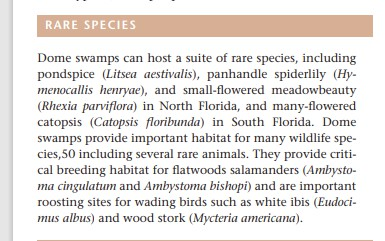 RARE SPECIES
Dome swamps can host a suite of rare species, including
pondspice (Litsea aestivalis), panhandle spiderlily (Hy-
menocallis henryae), and small-flowered meadowbeauty
(Rhexia parviflora) in North Florida, and many-flowered
catopsis (Catopsis floribunda) in South Florida. Dome
swamps provide important habitat for many wildlife spe-
cies,50 including several rare animals. They provide criti-
cal breeding habitat for flatwoods salamanders (Ambysto-
ma cingulatum and Ambystoma bishopi) and are important
roosting sites for wading birds such as white ibis (Eudoci-
mus albus) and wood stork (Mycteria americana).